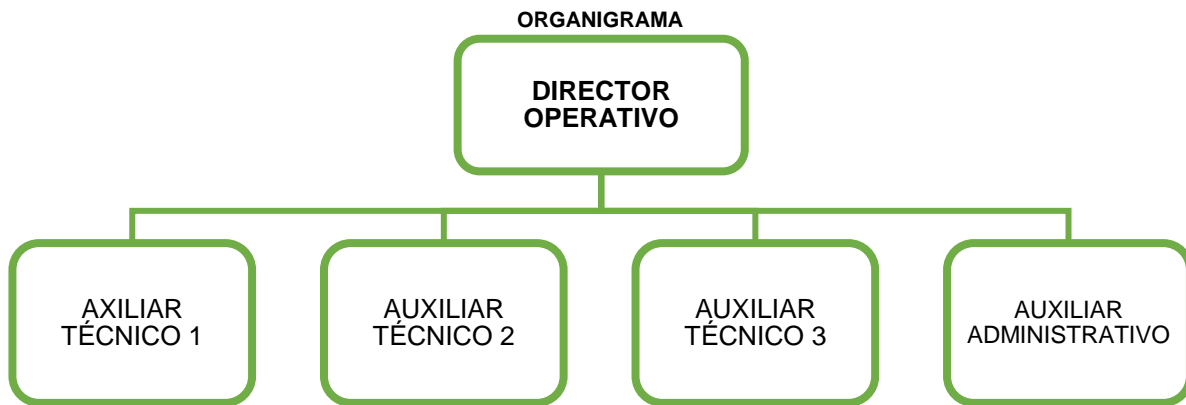 ORGANIGRAMA
DIRECTOR
OPERATIVO
AXILIAR
TÉCNICO 1
AUXILIAR
TÉCNICO 2
AUXILIAR
TÉCNICO 3
AUXILIAR
ADMINISTRATIVO